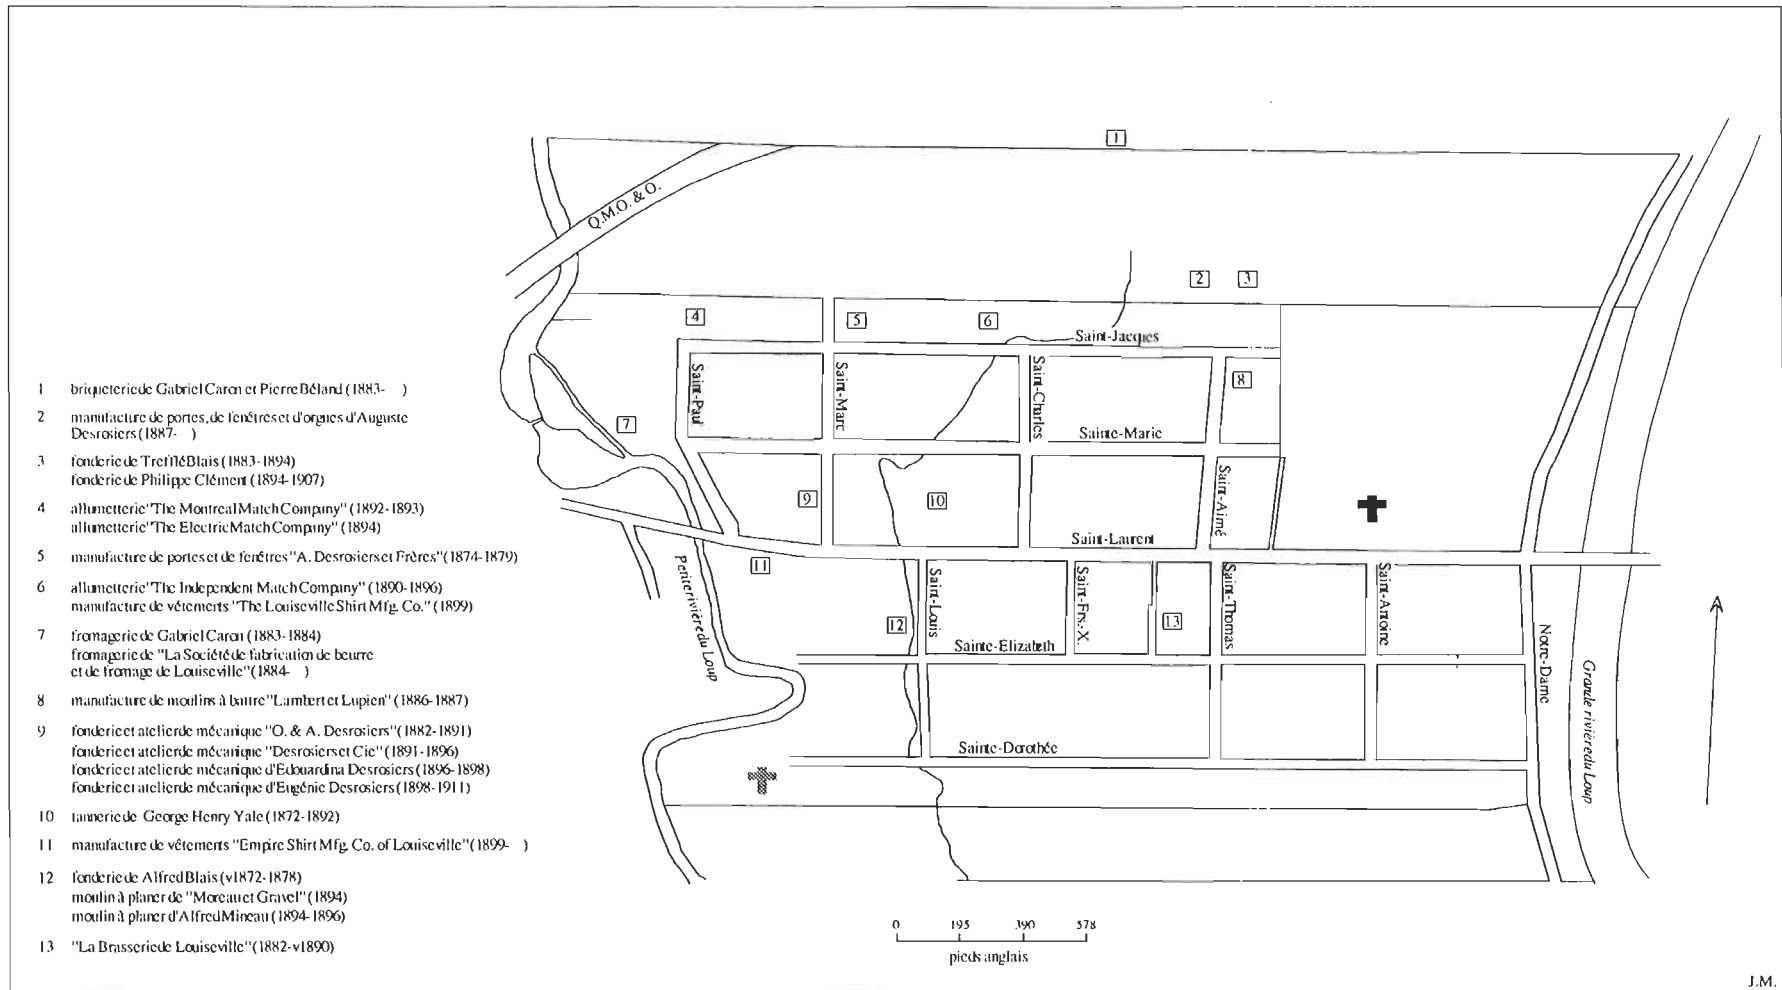 1
Q.M.O. & O.
2
3
4
5
6
Saint-Jacques
Saint-Paul
Saint-Marc
Saint-Charles
8
7
Sainte-Marie
9
10
Saint-Aimé
Saint-Laurent
Petite rivière du Loup
11
12
Saint-Louis
Saint-Frs.-X.
13
Saint-Thomas
Saint-Antoine
Sainte-Elizabeth
Notre-Dame
Grande rivière du Loup
Sainte-Dorothée
1 briqueterie de Gabriel Caron et Pierre Béland (1883- )
2 manufacture de portes, de fenêtres et d'orgues d'Auguste
Desrosiers (1887- )
3 fonderie de Trefflé Blais (1883-1894)
fonderie de Philippe Clément (1894-1907)
4 allumetterie "The Montreal Match Company" (1892-1893)
allumetterie "The Electric Match Company" (1894)
5 manufacture de portes et de fenêtres "A. Desrosiers et Frères" (1874-1879)
6 allumetterie "The Independent Match Company" (1890-1896)
manufacture de vêtements "The Louiseville Shirt Mfg. Co." (1899)
7 fromagerie de Gabriel Caron (1883-1884)
fromagerie de "La Société de fabrication de beurre
et de fromage de Louiseville" (1884- )
8 manufacture de moulins à battre "Lambert et Lupien" (1886-1887)
9 fonderie et atelier de mécanique "O. & A. Desrosiers" (1882-1891)
fonderie et atelier de mécanique "Desrosiers et Cie" (1891-1896)
fonderie et atelier de mécanique d'Édouardina Desrosiers (1896-1898)
fonderie et atelier de mécanique d'Eugénie Desrosiers (1898-1911)
10 tannerie de George Henry Yale (1872-1892)
11 manufacture de vêtements "Empire Shirt Mfg. Co. of Louiseville" (1899- )
12 fonderie de Alfred Blais (v1872-1878)
moulin à planer de "Moreau et Gravel" (1894)
moulin à planer d'Alfred Mineau (1894-1896)
13 "La Brasserie de Louiseville" (1882-v1890)
0 195 390 578
pieds anglais
J.M.